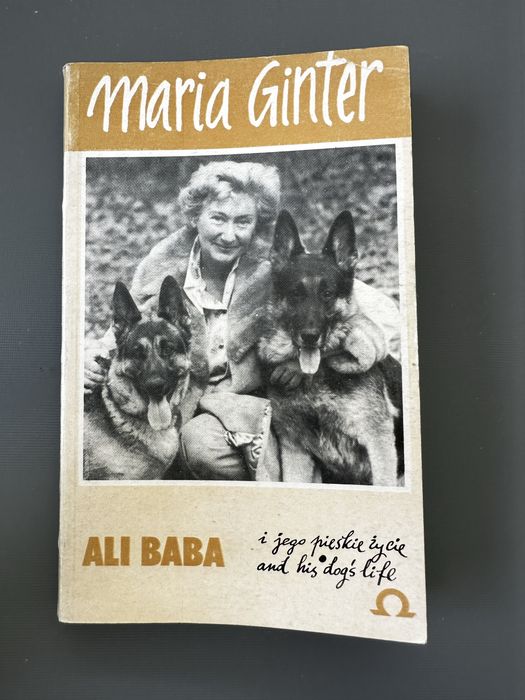 Maria Ginter
ALI BABA
i jego pieskie życie
and his dog's life